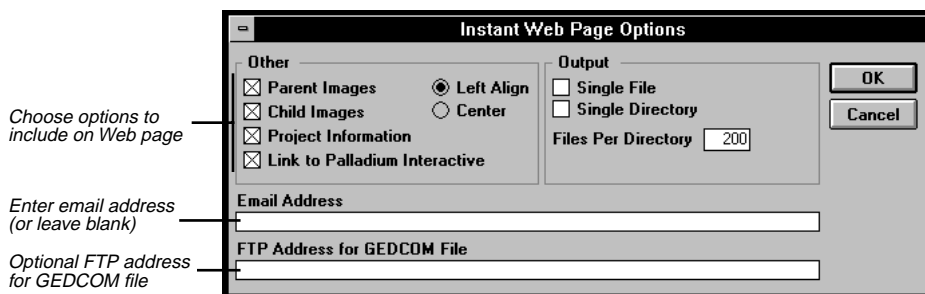 Instant Web Page Options
Other
Parent Images
Left Align
Child Images
Center
Project Information
Link to Palladium Interactive
Output
Single File
Single Directory
Files Per Directory 200
OK
Cancel
Choose options to
include on Web page
Email Address
Enter email address
(or leave blank)
FTP Address for GEDCOM File
Optional FTP address
for GEDCOM file